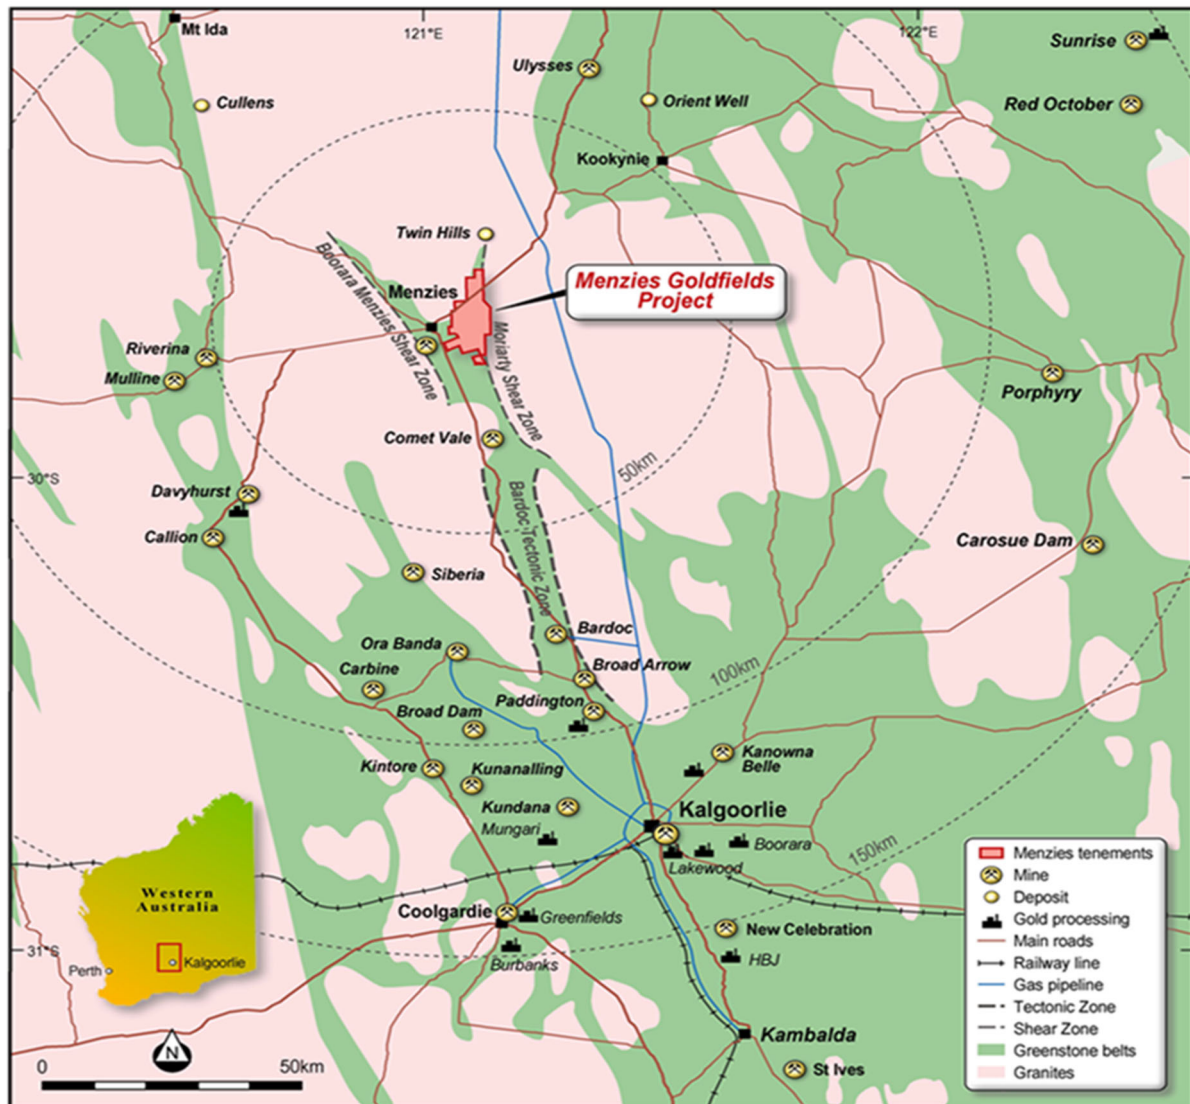 Mt Ida
121°E
122°E
Sunrise
Ulysses
Cullens
Orient Well
Red October
Kookynie
Twin Hills
Boorara Menzies Shear Zone
Menzies
Menzies Goldfields
Project
Moriarty Shear Zone
Riverina
Mulline
Porphyry
Comet Vale
50km
30°S
Davyhurst
Bardoc Tectonic Zone
Callion
Carosue Dam
Siberia
Bardoc
Ora Banda
Broad Arrow
Carbine
100km
Paddington
Broad Dam
Kanowna
Belle
Kintore
Kunanalling
Kundana
Kalgoorlie
Mungari
Boorara
150km
Lakewood
Coolgardie
Greenfields
New Celebration
31°S
Burbanks
HBJ
Kambalda
St Ives
Western
Australia
Perth
Kalgoorlie
N
0
50km
Menzies tenements
Mine
Deposit
Gold processing
Main roads
Railway line
Gas pipeline
Tectonic Zone
Shear Zone
Greenstone belts
Granites